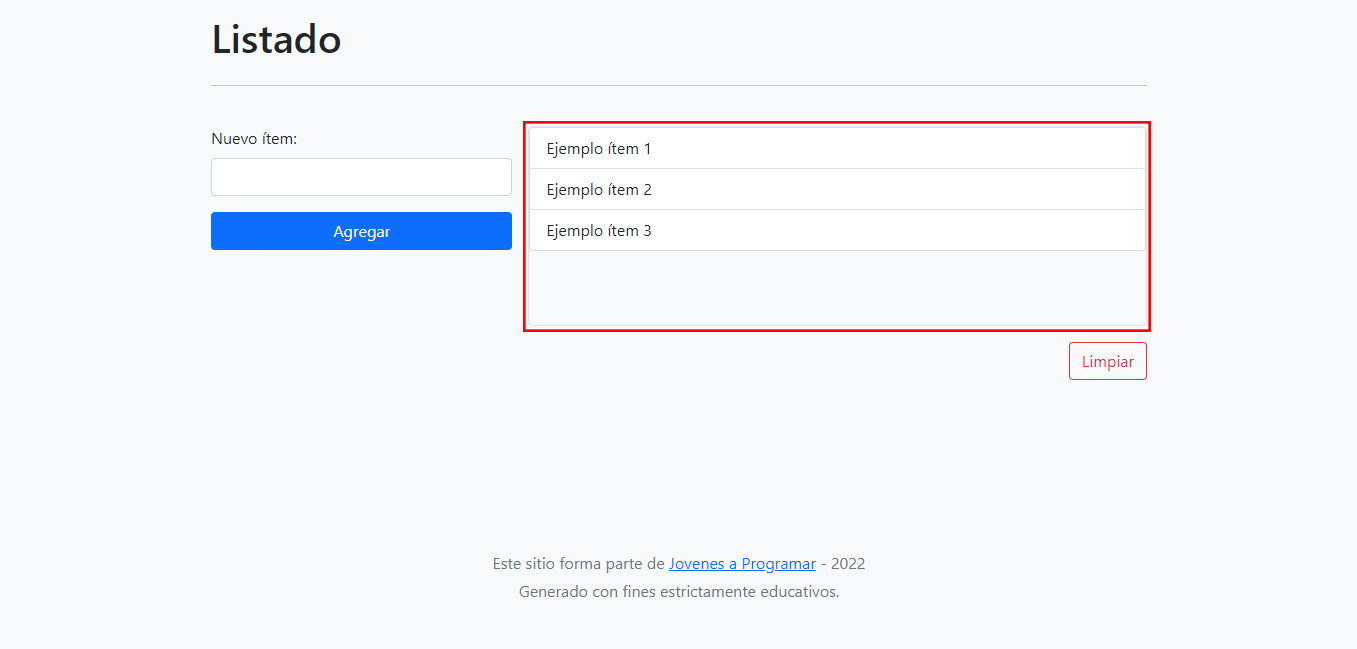 Listado
Nuevo ítem:
Agregar
Ejemplo ítem 1
Ejemplo ítem 2
Ejemplo ítem 3
Limpiar
Este sitio forma parte de Jovenes a Programar - 2022
Generado con fines estrictamente educativos.